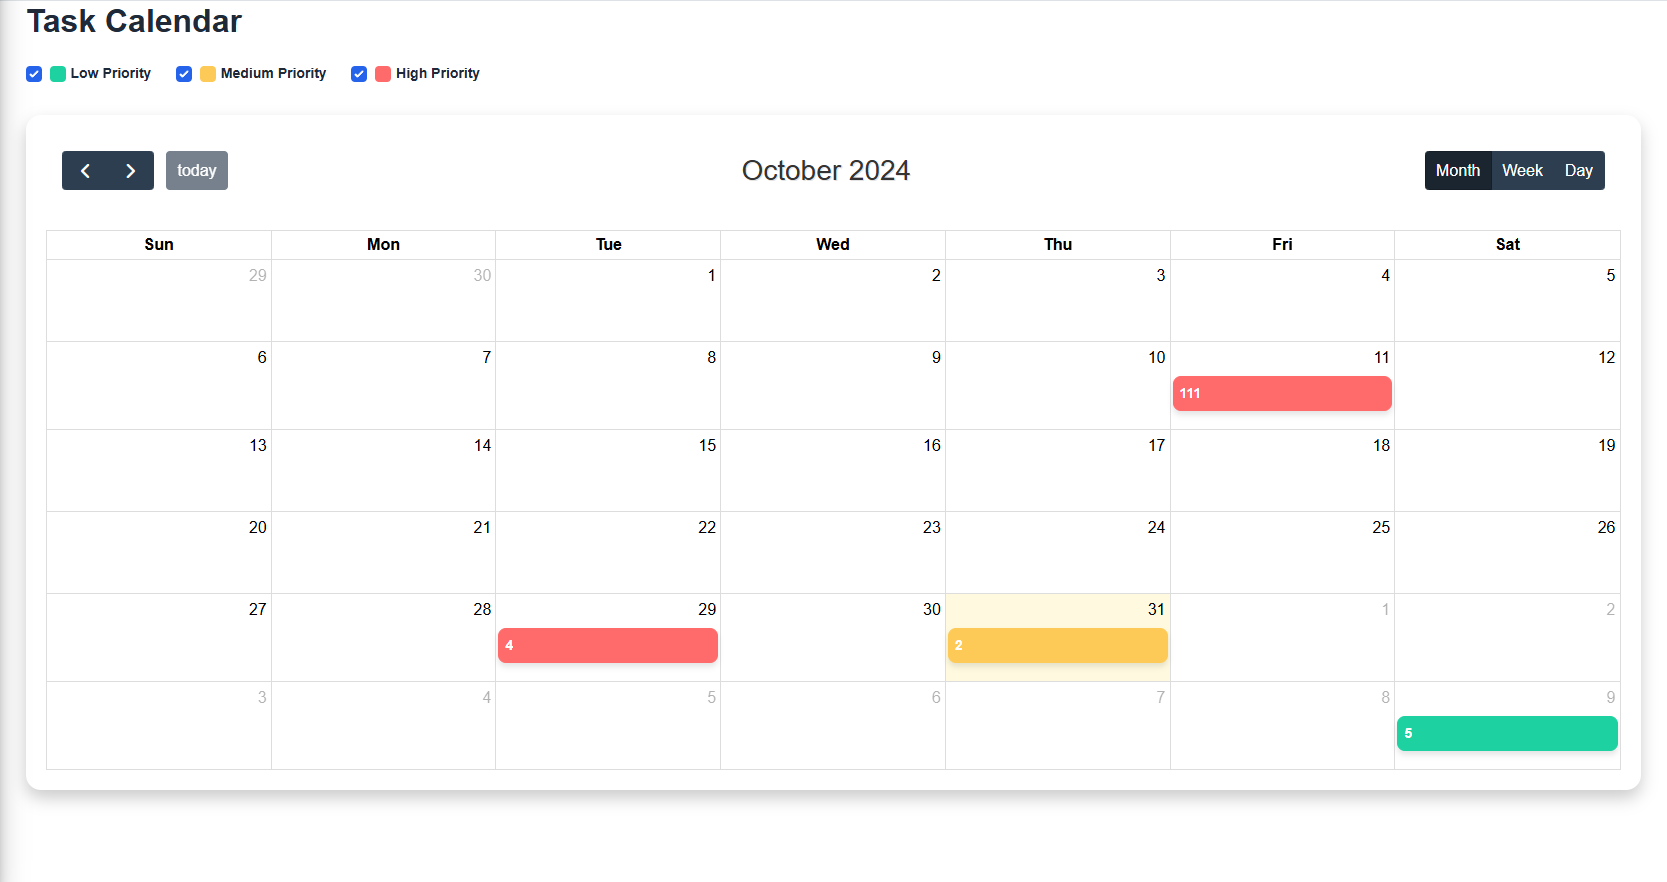 Task Calendar
Low Priority Medium Priority High Priority
today October 2024 Month Week Day
Sun Mon Tue Wed Thu Fri Sat
29 30 1 2 3 4 5
6 7 8 9 10 11 12
111
13 14 15 16 17 18 19
20 21 22 23 24 25 26
27 28 29 30 31 1 2
4 2
3 4 5 6 7 8 9
5